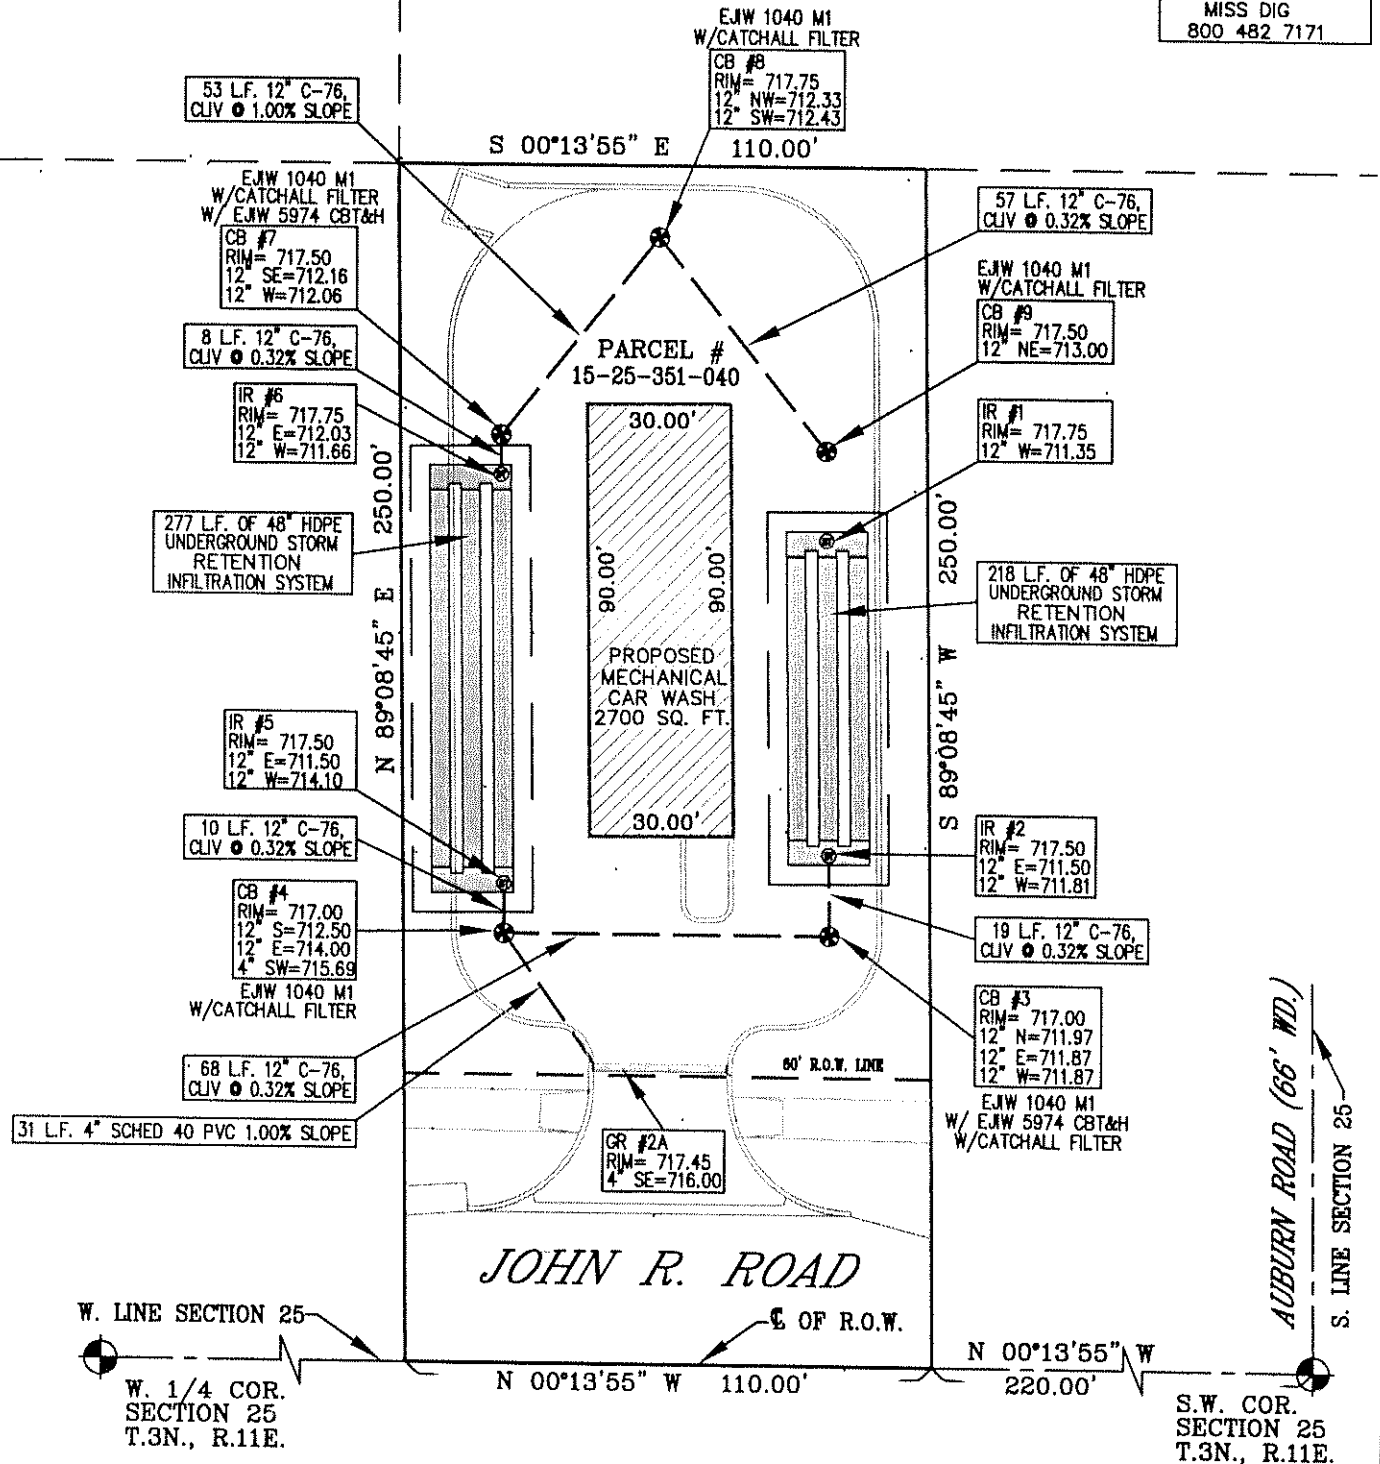 MISS DIG
800 482 7171
EJIW 1040 M1
W/CATCHALL FILTER
CB #8
RIM= 717.75
12" NW=712.33
12" SW=712.43
53 L.F. 12" C-76,
CLIV @ 1.00% SLOPE
S 00°13'55" E 110.00'
EJIW 1040 M1
W/CATCHALL FILTER
W/ EJIW 5974 CBT&H
CB #7
RIM= 717.50
12" SE=712.16
12" W=712.06
57 L.F. 12" C-76,
CLIV @ 0.32% SLOPE
EJIW 1040 M1
W/CATCHALL FILTER
CB #9
RIM= 717.50
12" NE=713.00
8 L.F. 12" C-76,
CLIV @ 0.32% SLOPE
PARCEL #
15-25-351-040
IR #6
RIM= 717.75
12" E=712.03
12" W=711.66
IR #1
RIM= 717.75
12" W=711.35
30.00'
90.00'
90.00'
PROPOSED
MECHANICAL
CAR WASH
2700 SQ. FT.
30.00'
N 89°08'45" E 250.00'
S 89°08'45" W 250.00'
277 L.F. OF 48" HDPE
UNDERGROUND STORM
RETENTION
INFILTRATION SYSTEM
218 L.F. OF 48" HDPE
UNDERGROUND STORM
RETENTION
INFILTRATION SYSTEM
IR #5
RIM= 717.50
12" E=711.50
12" W=714.10
10 L.F. 12" C-76,
CLIV @ 0.32% SLOPE
IR #2
RIM= 717.50
12" E=711.50
12" W=711.81
CB #4
RIM= 717.00
12" S=712.50
12" E=714.00
4" SW=715.69
EJIW 1040 M1
W/CATCHALL FILTER
19 L.F. 12" C-76,
CLIV @ 0.32% SLOPE
CB #3
RIM= 717.00
12" N=711.97
12" E=711.87
12" W=711.87
EJIW 1040 M1
W/ EJIW 5974 CBT&H
W/CATCHALL FILTER
68 L.F. 12" C-76,
CLIV @ 0.32% SLOPE
60' R.O.W. LINE
31 L.F. 4" SCHED 40 PVC 1.00% SLOPE
GR #2A
RIM= 717.45
4" SE=716.00
JOHN R. ROAD
AUBURN ROAD (66' WD.)
S. LINE SECTION 25
W. LINE SECTION 25
℄ OF R.O.W.
N 00°13'55" W 110.00'
N 00°13'55" W
220.00'
W. 1/4 COR.
SECTION 25
T.3N., R.11E.
S.W. COR.
SECTION 25
T.3N., R.11E.